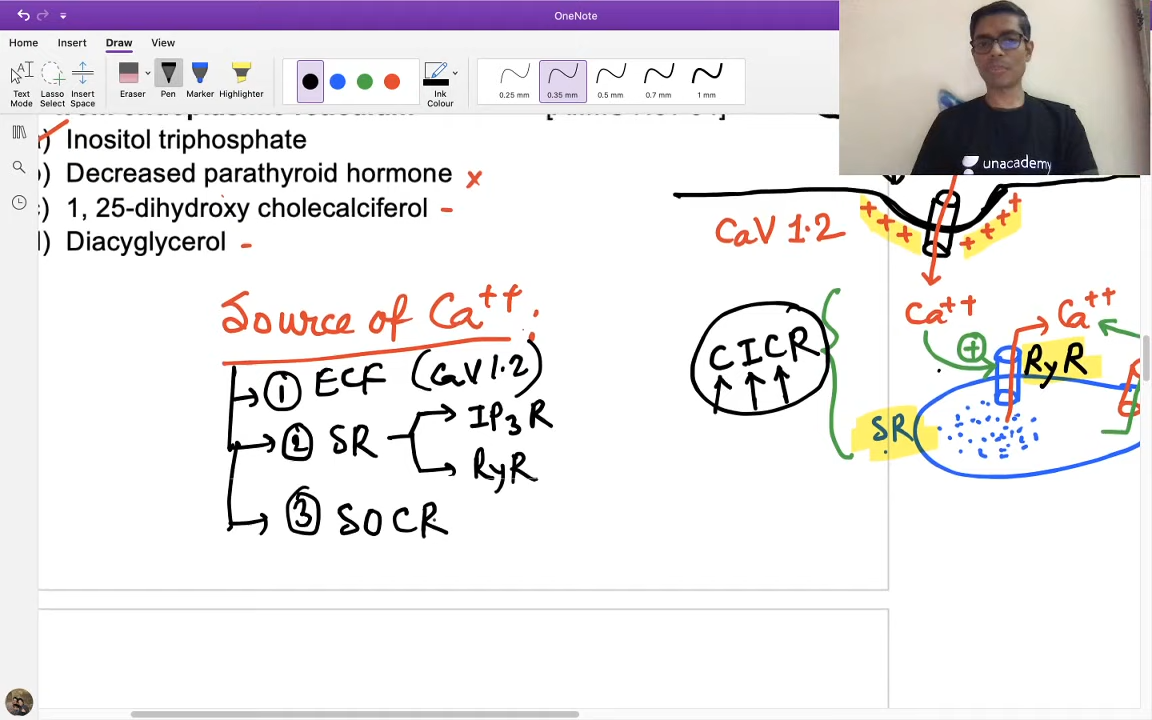 OneNote
Home Insert Draw View
Text Mode
Lasso Select
Insert Space
Eraser
Pen
Marker
Highlighter
Ink Colour
0.25 mm
0.35 mm
0.5 mm
0.7 mm
1 mm
unacademy
) Inositol triphosphate
) Decreased parathyroid hormone x
) 1, 25-dihydroxy cholecalciferol -
) Diacyglycerol -
Source of Ca++:
① ECF (CaV 1.2)
② SR → IP3R
→ RyR
③ SOCR
CaV 1.2
+ + + + + + +
Ca++
Ca++
CICR
+
RyR
SR